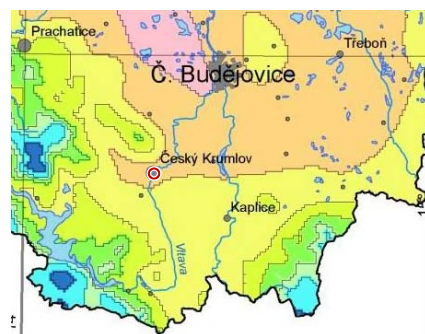 Prachatice
Třeboň
Č. Budějovice
Český Krumlov
Kaplice
Vltava